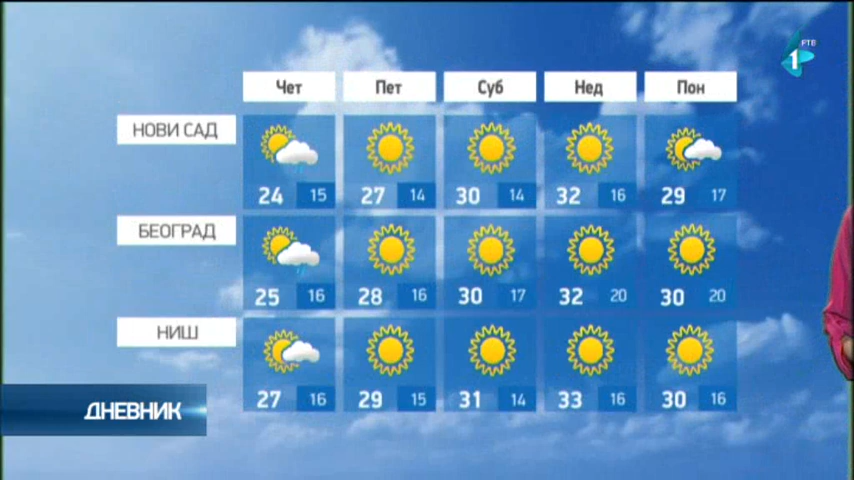 РТВ
1
Чет Пет Суб Нед Пон
НОВИ САД
24 15 27 14 30 14 32 16 29 17
БЕОГРАД
25 16 28 16 30 17 32 20 30 20
НИШ
27 16 29 15 31 14 33 16 30 16
ДНЕВНИК